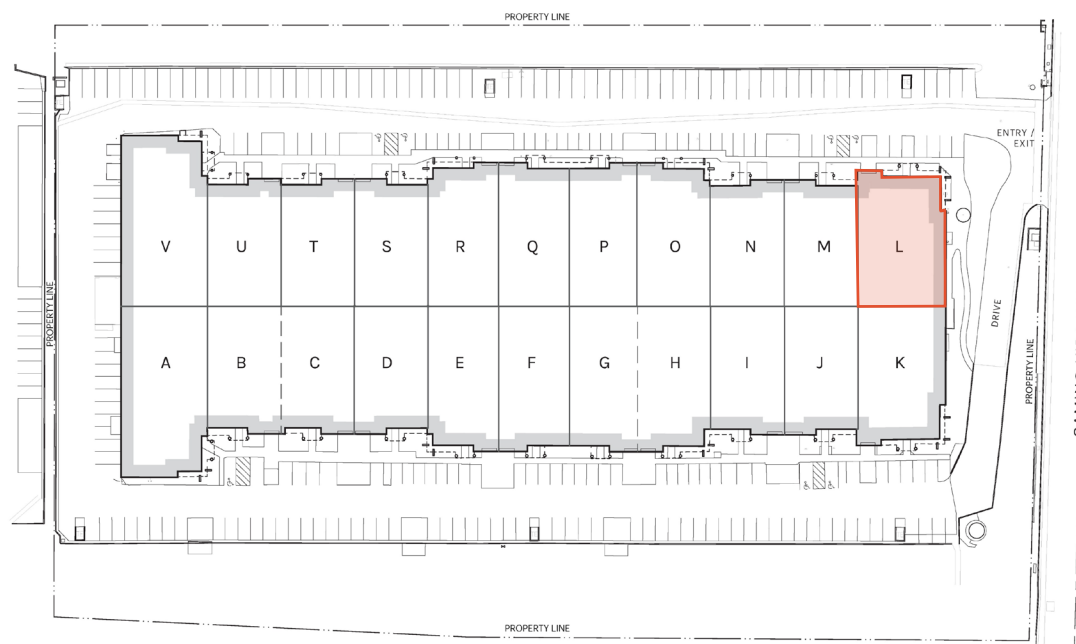 PROPERTY LINE
ENTRY /
EXIT
V
U
T
S
R
Q
P
O
N
M
L
PROPERTY LINE
DRIVE
PROPERTY LINE
A
B
C
D
E
F
G
H
I
J
K
PROPERTY LINE